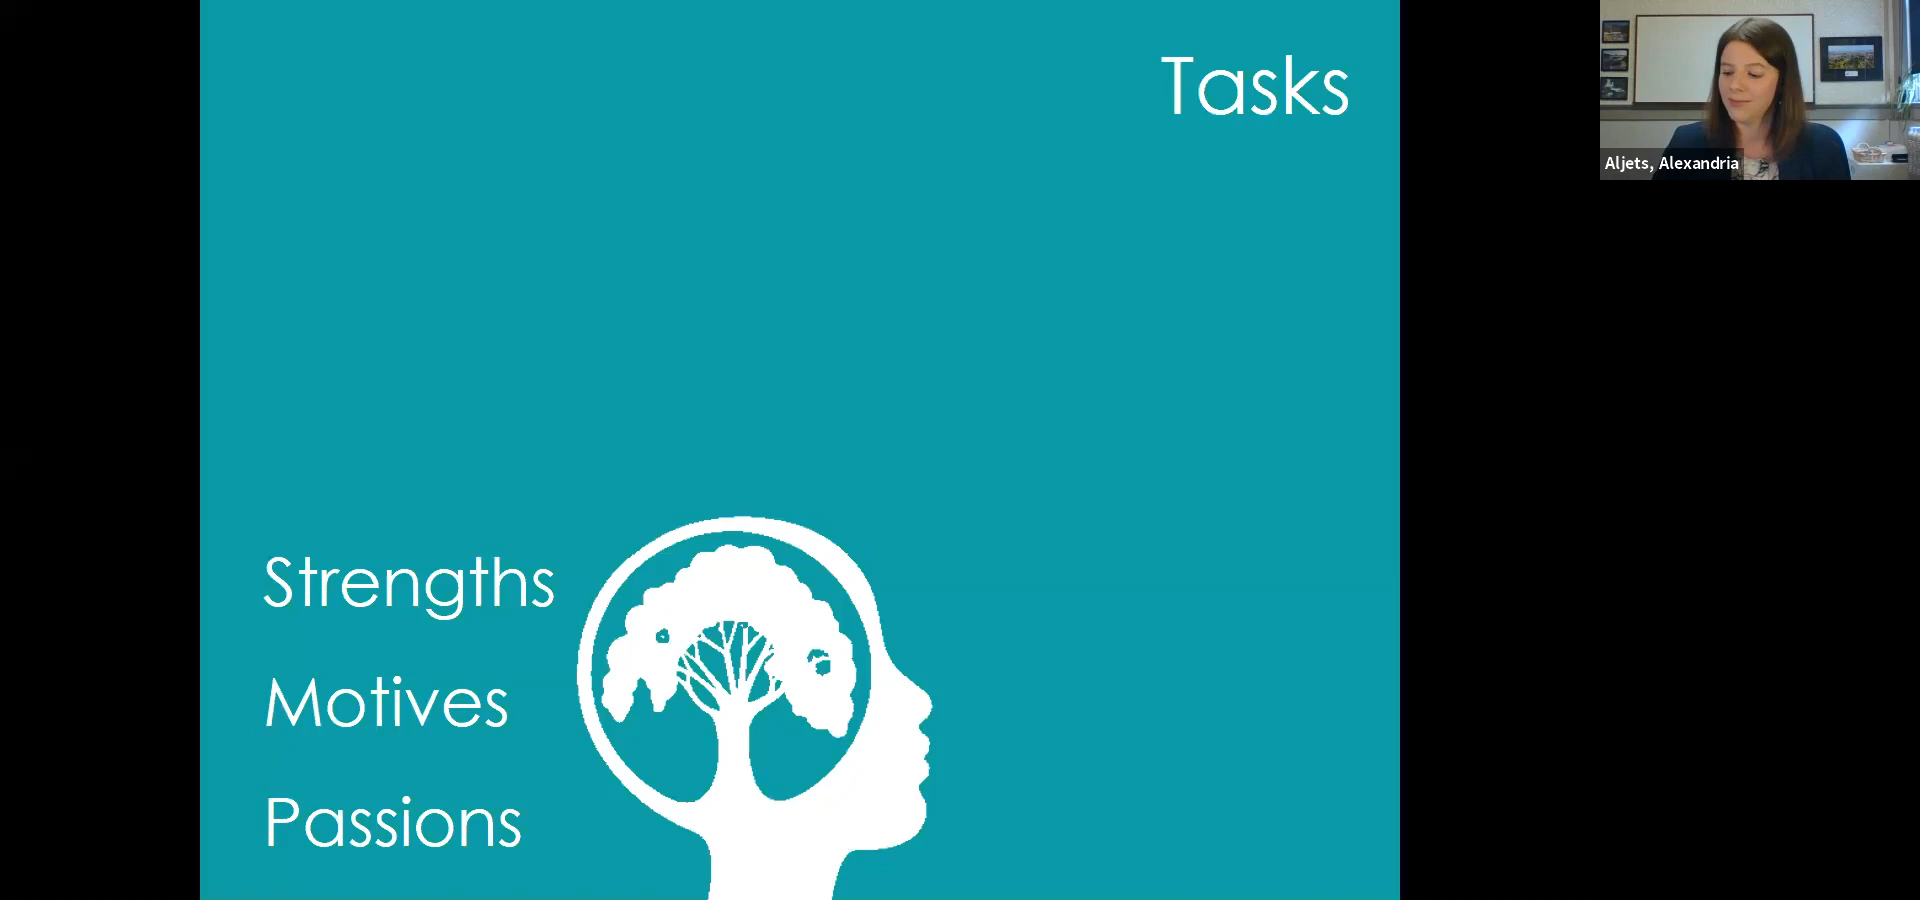 Tasks
Aljets, Alexandria
Strengths
Motives
Passions